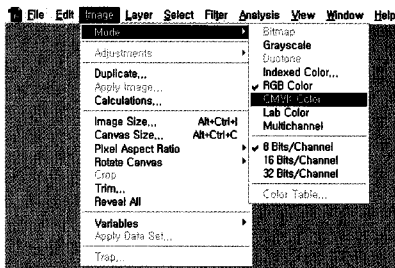 File Edit Image Layer Select Filter Analysis View Window Help
Mode
Adjustments
Duplicate...
Apply Image...
Calculations...
Image Size... Alt+Ctrl+I
Canvas Size... Alt+Ctrl+C
Pixel Aspect Ratio
Rotate Canvas
Crop
Trim...
Reveal All
Variables
Apply Data Set...
Trap...
Bitmap
Grayscale
Duotone
Indexed Color...
RGB Color
CMYK Color
Lab Color
Multichannel
8 Bits/Channel
16 Bits/Channel
32 Bits/Channel
Color Table...